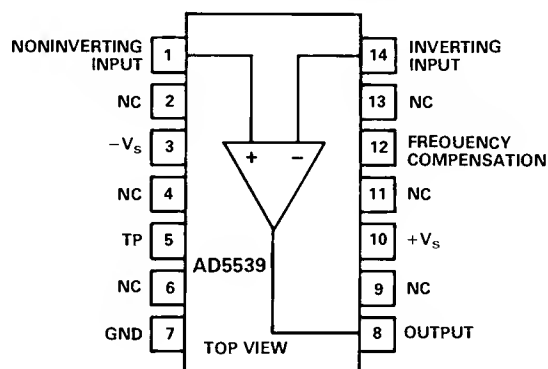 NONINVERTING
INPUT
1
14
INVERTING
INPUT
NC
2
13
NC
−Vs
3
12
FREOUENCY
COMPENSATION
+
−
NC
4
11
NC
TP
5
AD5539
10
+Vs
NC
6
9
NC
GND
7
TOP VIEW
8
OUTPUT